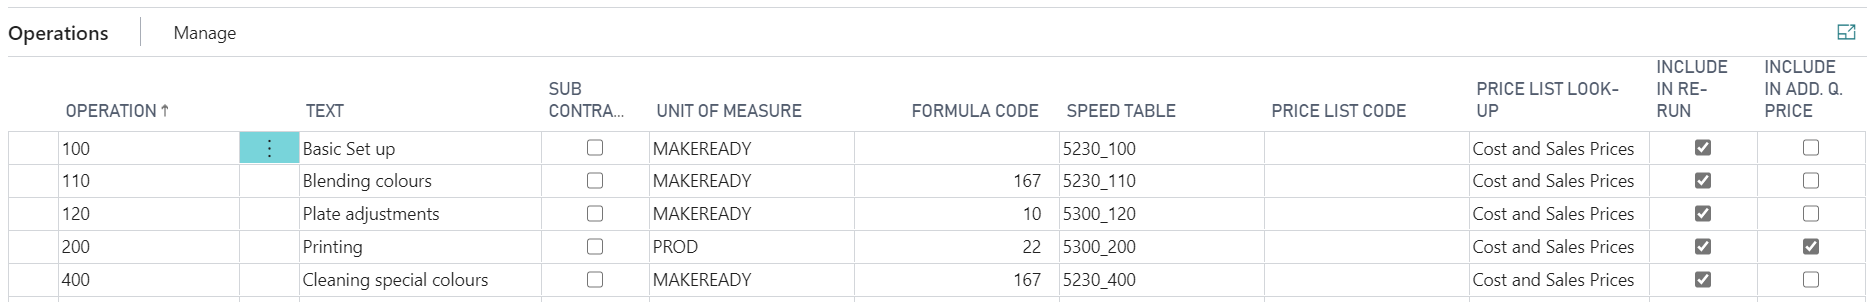 Operations Manage
OPERATION ↑ TEXT SUB CONTRA... UNIT OF MEASURE FORMULA CODE SPEED TABLE PRICE LIST CODE PRICE LIST LOOK-UP INCLUDE IN RE-RUN INCLUDE IN ADD. Q. PRICE
100 Basic Set up MAKEREADY 5230_100 Cost and Sales Prices
110 Blending colours MAKEREADY 167 5230_110 Cost and Sales Prices
120 Plate adjustments MAKEREADY 10 5300_120 Cost and Sales Prices
200 Printing PROD 22 5300_200 Cost and Sales Prices
400 Cleaning special colours MAKEREADY 167 5230_400 Cost and Sales Prices